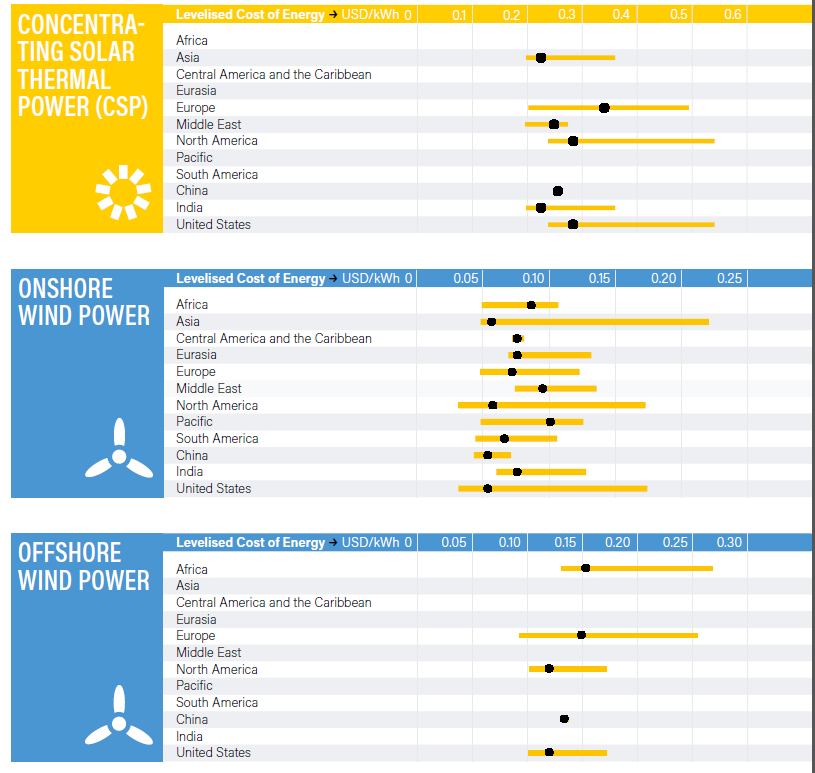 CONCENTRA-
TING SOLAR
THERMAL
POWER (CSP)
Levelised Cost of Energy → USD/kWh 0 0.1 0.2 0.3 0.4 0.5 0.6
Africa
Asia
Central America and the Caribbean
Eurasia
Europe
Middle East
North America
Pacific
South America
China
India
United States
ONSHORE
WIND POWER
Levelised Cost of Energy → USD/kWh 0 0.05 0.10 0.15 0.20 0.25
Africa
Asia
Central America and the Caribbean
Eurasia
Europe
Middle East
North America
Pacific
South America
China
India
United States
OFFSHORE
WIND POWER
Levelised Cost of Energy → USD/kWh 0 0.05 0.10 0.15 0.20 0.25 0.30
Africa
Asia
Central America and the Caribbean
Eurasia
Europe
Middle East
North America
Pacific
South America
China
India
United States